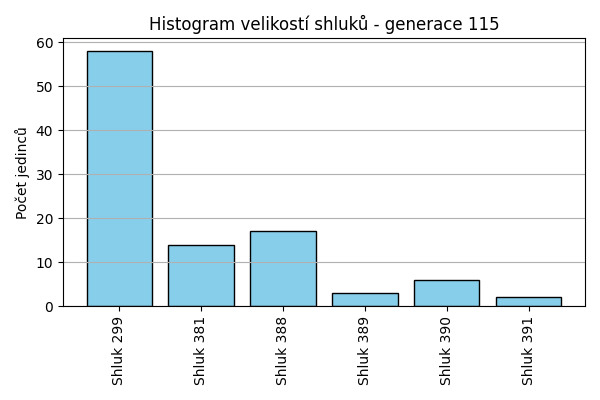 Histogram velikostí shluků - generace 115
Počet jedinců
60
50
40
30
20
10
0
Shluk 299
Shluk 381
Shluk 388
Shluk 389
Shluk 390
Shluk 391